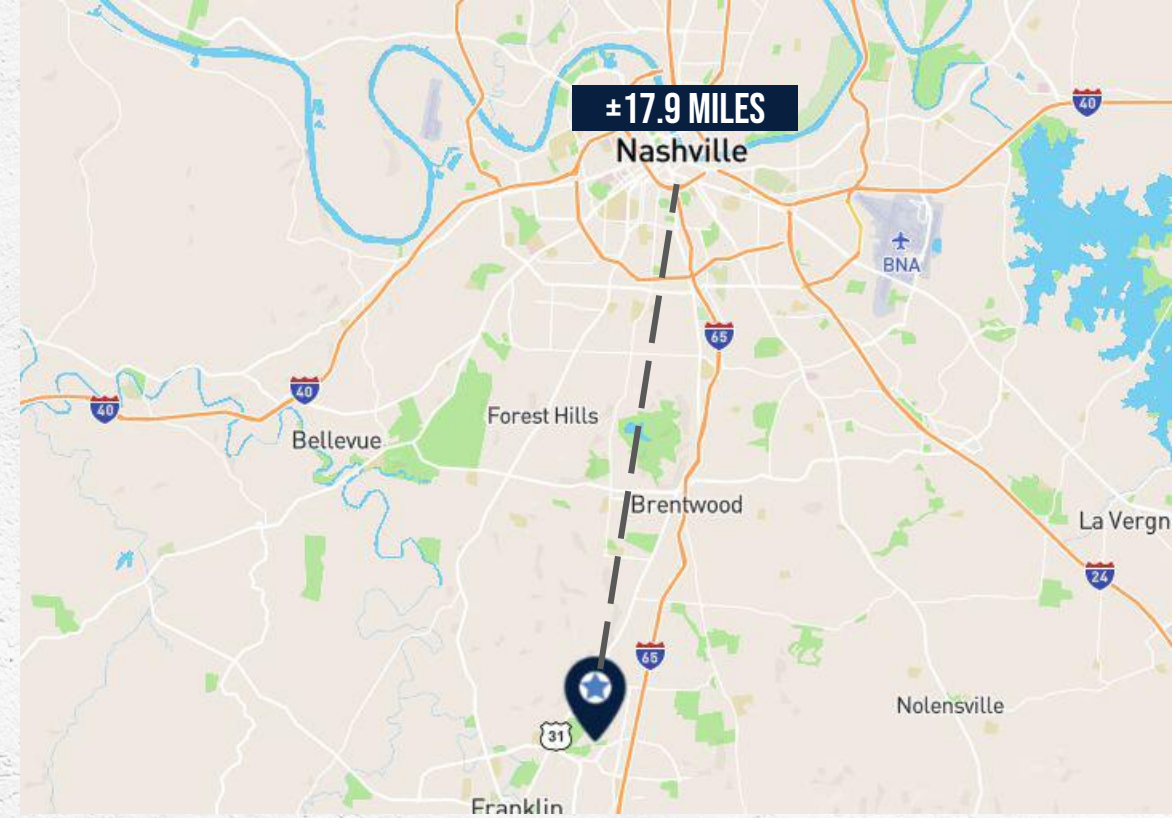 ±17.9 MILES
Nashville
40
BNA
65
40
40
Forest Hills
Bellevue
Brentwood
La Vergn
24
65
Nolensville
31
Franklin